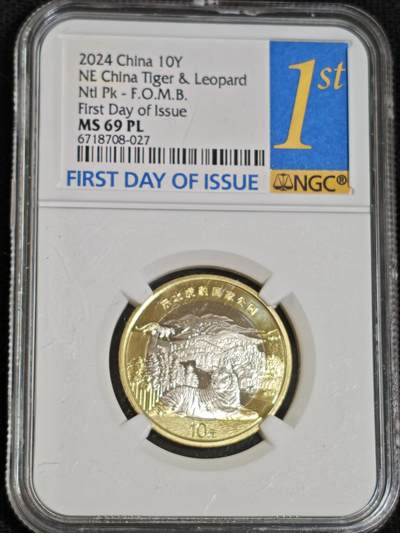 2024 China 10Y
NE China Tiger & Leopard
Ntl Pk - F.O.M.B.
First Day of Issue
MS 69 PL
6718708-027
1st
FIRST DAY OF ISSUE
NGC®
东北虎豹国家公园
10元